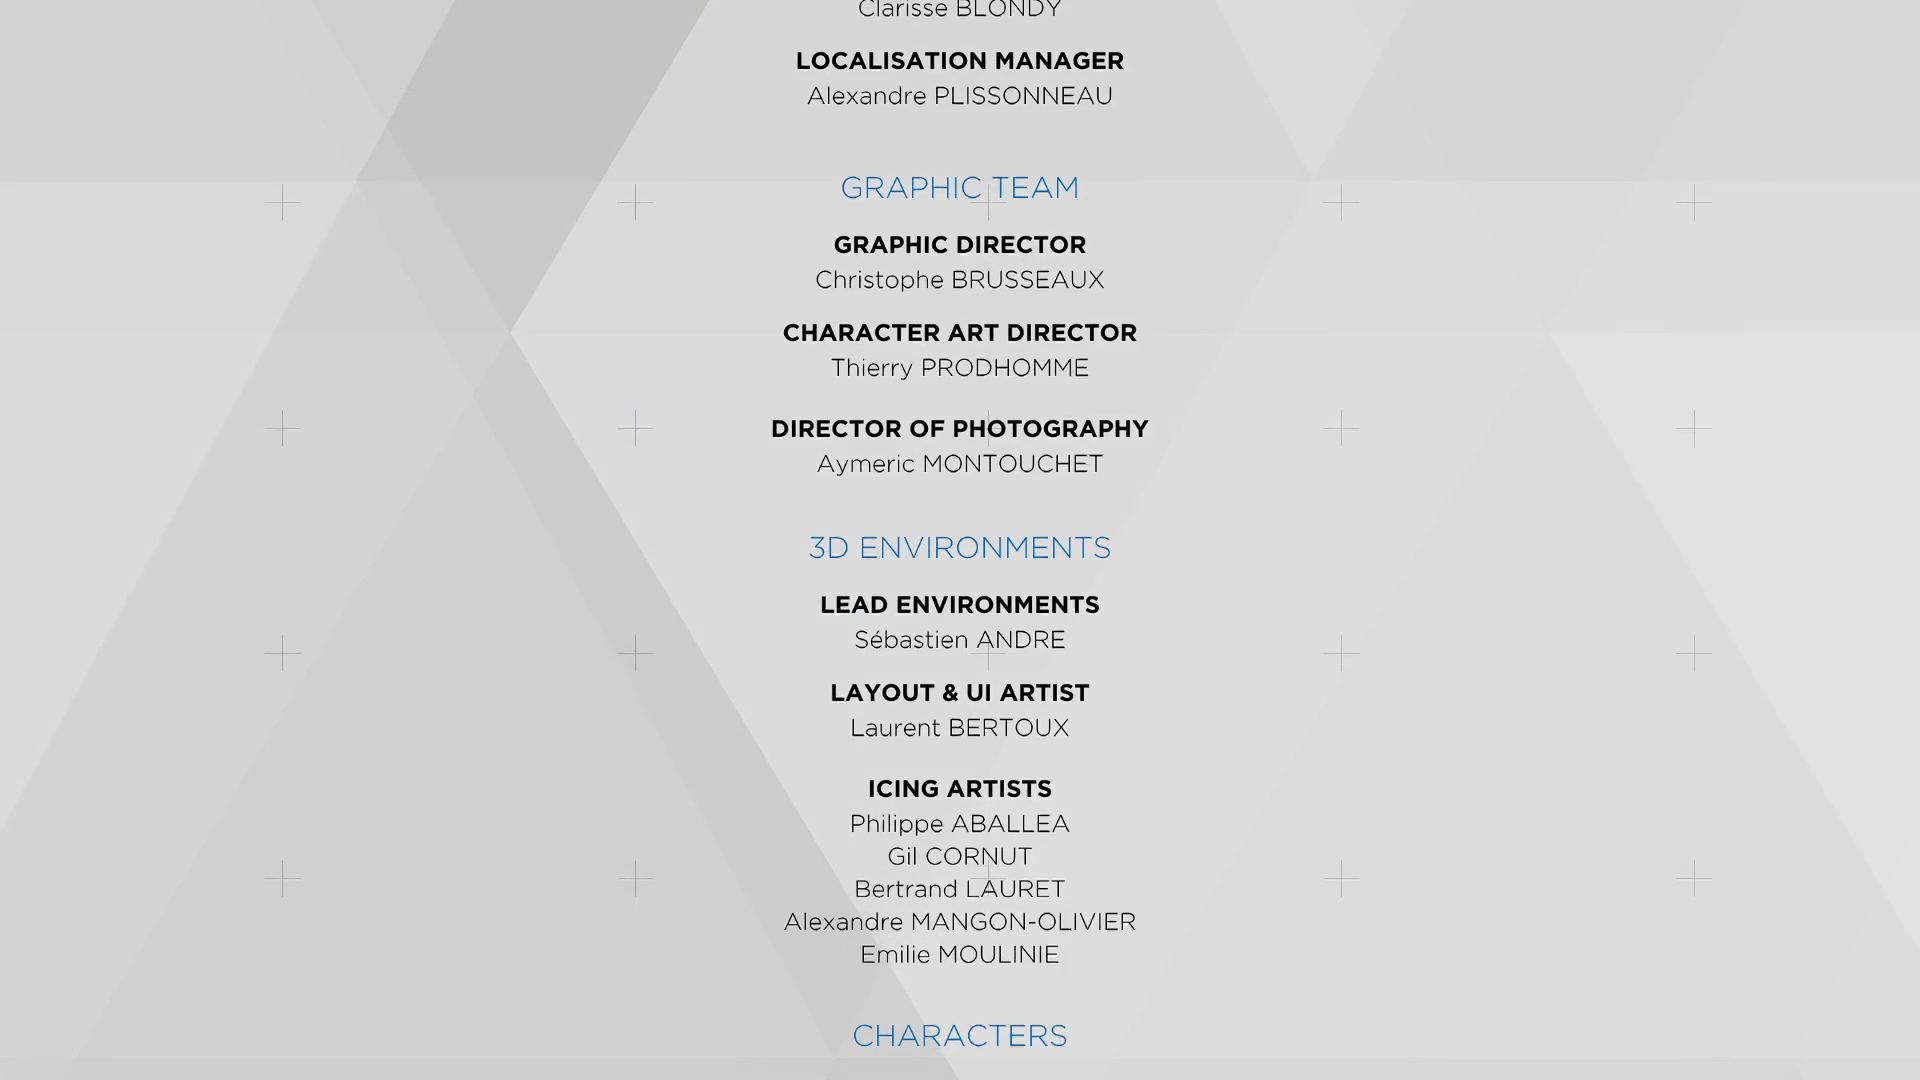 Clarisse BLONDY
LOCALISATION MANAGER
Alexandre PLISSONNEAU
GRAPHIC TEAM
GRAPHIC DIRECTOR
Christophe BRUSSEAUX
CHARACTER ART DIRECTOR
Thierry PRODHOMME
DIRECTOR OF PHOTOGRAPHY
Aymeric MONTOUCHET
3D ENVIRONMENTS
LEAD ENVIRONMENTS
Sébastien ANDRE
LAYOUT & UI ARTIST
Laurent BERTOUX
ICING ARTISTS
Philippe ABALLEA
Gil CORNUT
Bertrand LAURET
Alexandre MANGON-OLIVIER
Emilie MOULINIE
CHARACTERS